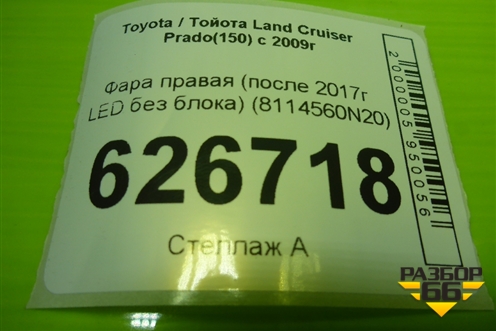 Toyota / Тойота Land Cruiser
Prado(150) с 2009г
Фара правая (после 2017г
LED без блока) (8114560N20)
626718
Стеллаж А
2000005950056
РАЗБОР
66